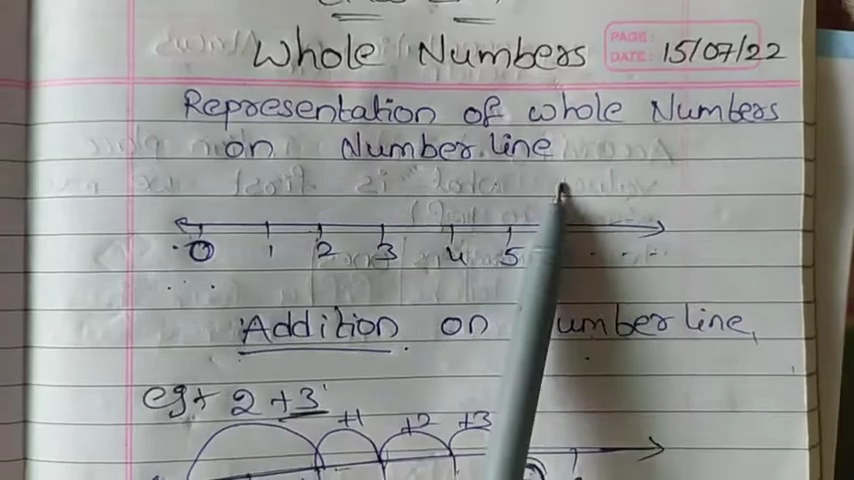 Whole Numbers
PAGE:
DATE: 15/07/22
Representation of whole Numbers
on Number line
0 1 2 3 4 5 . . .
Addition on umber line,
eg→ 2+3
+1 +2 +3